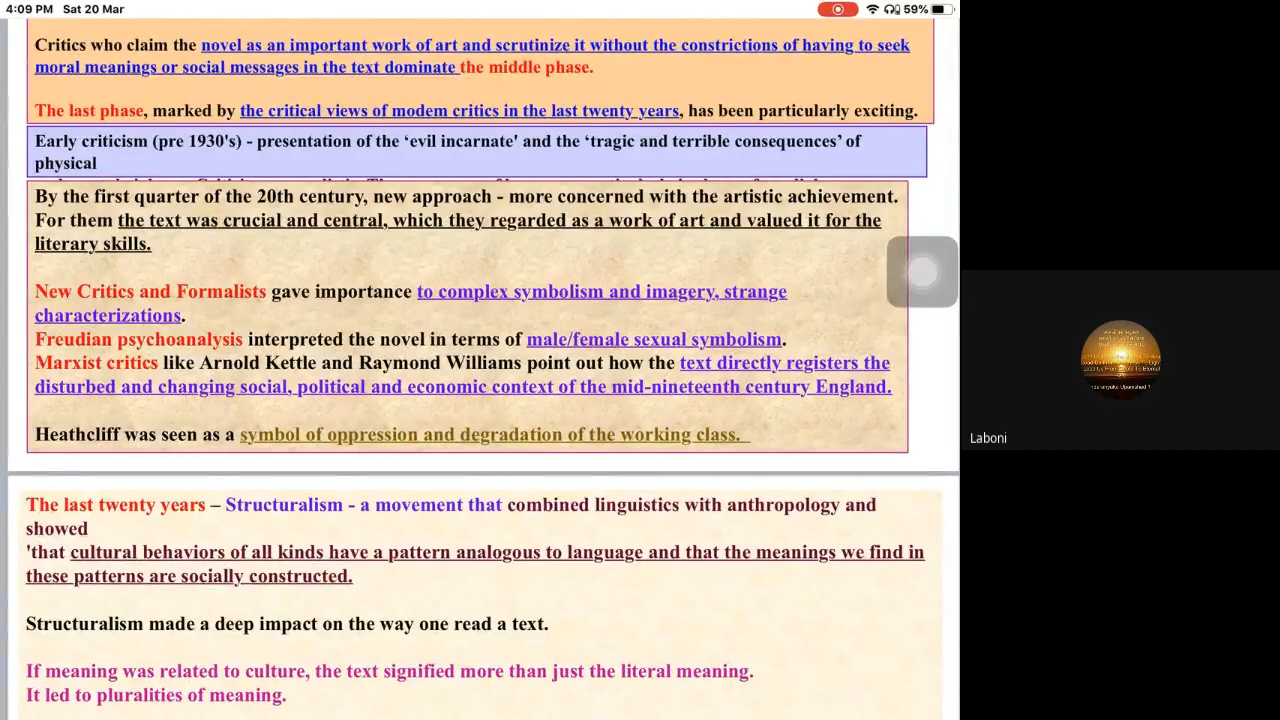 4:09 PM Sat 20 Mar
59%
Critics who claim the novel as an important work of art and scrutinize it without the constrictions of having to seek
moral meanings or social messages in the text dominate the middle phase.
The last phase, marked by the critical views of modem critics in the last twenty years, has been particularly exciting.
Early criticism (pre 1930's) - presentation of the ‘evil incarnate' and the ‘tragic and terrible consequences’ of
physical
By the first quarter of the 20th century, new approach - more concerned with the artistic achievement.
For them the text was crucial and central, which they regarded as a work of art and valued it for the
literary skills.
New Critics and Formalists gave importance to complex symbolism and imagery, strange
characterizations.
Freudian psychoanalysis interpreted the novel in terms of male/female sexual symbolism.
Marxist critics like Arnold Kettle and Raymond Williams point out how the text directly registers the
disturbed and changing social, political and economic context of the mid-nineteenth century England.
Heathcliff was seen as a symbol of oppression and degradation of the working class.
The last twenty years – Structuralism - a movement that combined linguistics with anthropology and
showed
'that cultural behaviors of all kinds have a pattern analogous to language and that the meanings we find in
these patterns are socially constructed.
Structuralism made a deep impact on the way one read a text.
If meaning was related to culture, the text signified more than just the literal meaning.
It led to pluralities of meaning.
Laboni